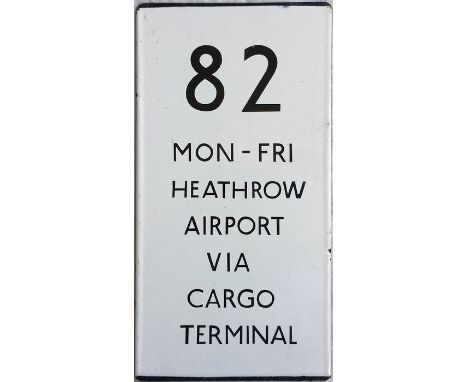 82
MON-FRI
HEATHROW
AIRPORT
VIA
CARGO
TERMINAL